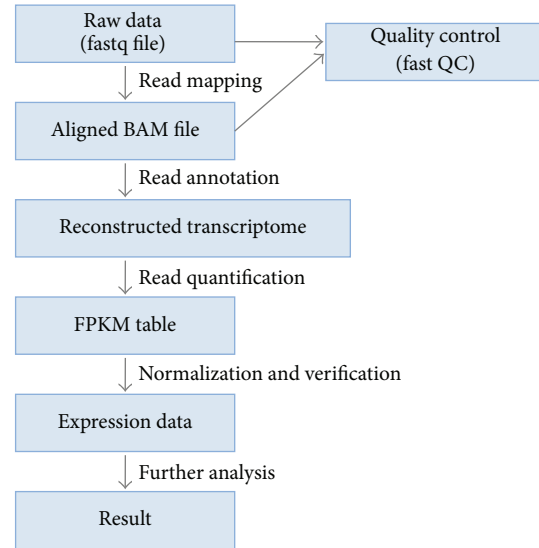 Raw data
(fastq file)
Quality control
(fast QC)
Read mapping
Aligned BAM file
Read annotation
Reconstructed transcriptome
Read quantification
FPKM table
Normalization and verification
Expression data
Further analysis
Result